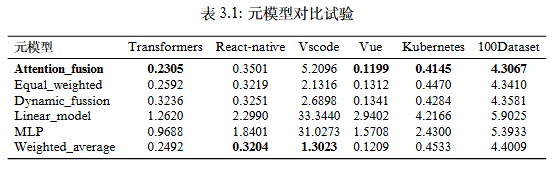 表 3.1: 元模型对比试验
元模型 Transformers React-native Vscode Vue Kubernetes 100Dataset
Attention_fusion 0.2305 0.3501 5.2096 0.1199 0.4145 4.3067
Equal_weighted 0.2592 0.3219 2.1316 0.1312 0.4470 4.3410
Dynamic_fussion 0.3236 0.3251 2.6898 0.1341 0.4284 4.3581
Linear_model 1.2620 2.2990 33.3440 2.9402 4.2166 5.9025
MLP 0.9688 1.8401 31.0273 1.5708 2.4300 5.3933
Weighted_average 0.2492 0.3204 1.3023 0.1209 0.4533 4.4009